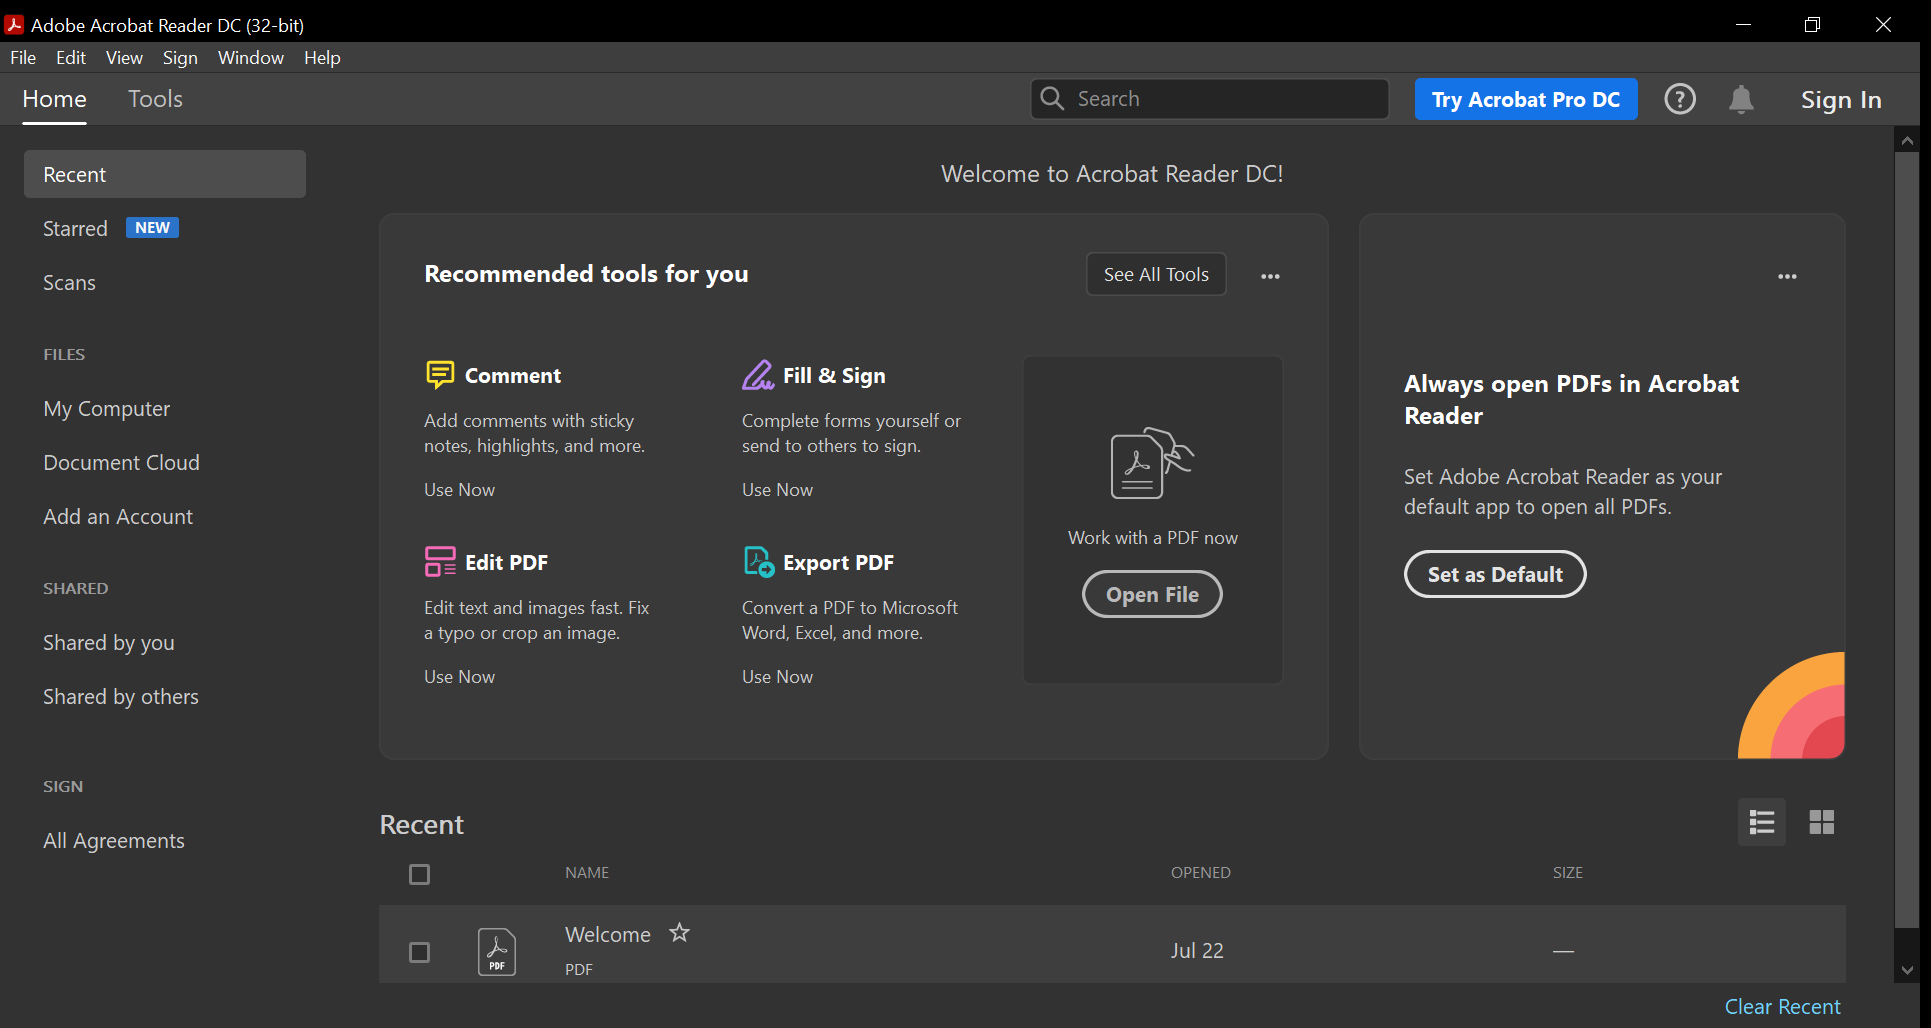 Adobe Acrobat Reader DC (32-bit)
File Edit View Sign Window Help
Home Tools Search Try Acrobat Pro DC ? Sign In
Recent
Starred NEW
Scans
FILES
My Computer
Document Cloud
Add an Account
SHARED
Shared by you
Shared by others
SIGN
All Agreements
Welcome to Acrobat Reader DC!
Recommended tools for you
See All Tools
Comment
Add comments with sticky
notes, highlights, and more.
Use Now
Fill & Sign
Complete forms yourself or
send to others to sign.
Use Now
Edit PDF
Edit text and images fast. Fix
a typo or crop an image.
Use Now
Export PDF
Convert a PDF to Microsoft
Word, Excel, and more.
Use Now
Work with a PDF now
Open File
Always open PDFs in Acrobat
Reader
Set Adobe Acrobat Reader as your
default app to open all PDFs.
Set as Default
Recent
NAME OPENED SIZE
PDF
Welcome
PDF
Jul 22 —
Clear Recent